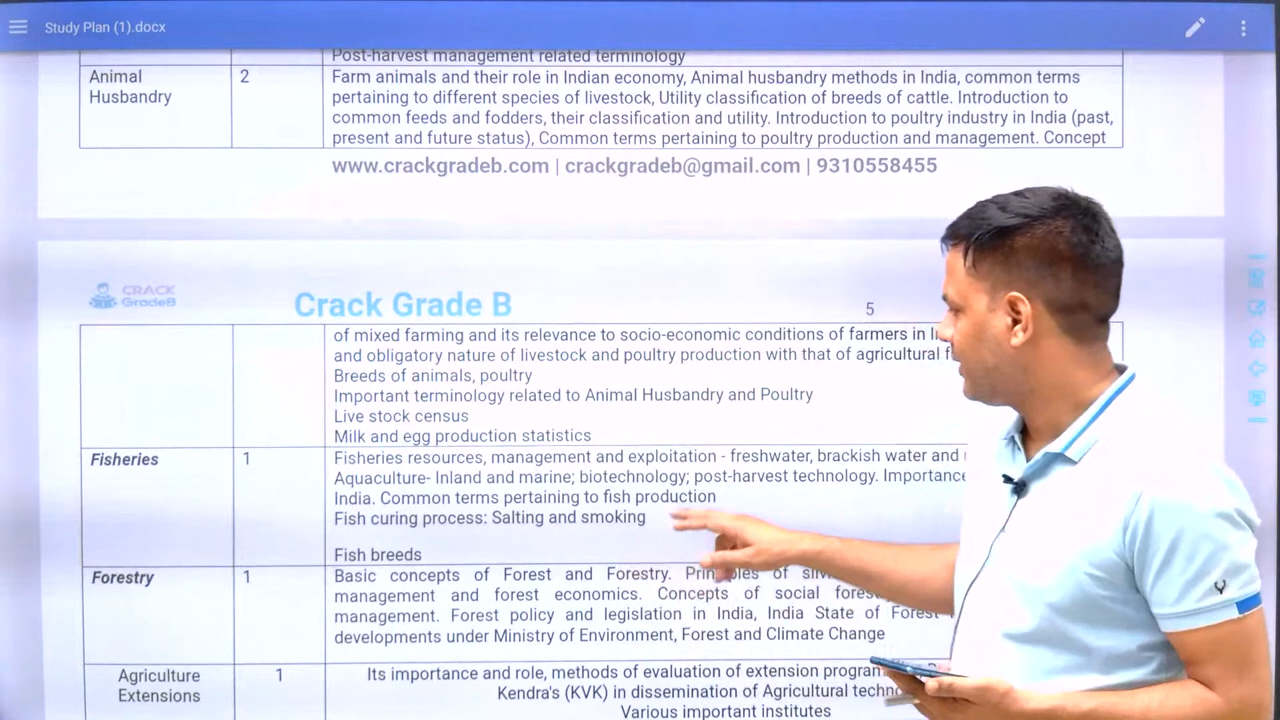 Study Plan (1).docx
Post-harvest management related terminology
Animal Husbandry
2
Farm animals and their role in Indian economy, Animal husbandry methods in India, common terms
pertaining to different species of livestock, Utility classification of breeds of cattle. Introduction to
common feeds and fodders, their classification and utility. Introduction to poultry industry in India (past,
present and future status), Common terms pertaining to poultry production and management. Concept
www.crackgradeb.com | crackgradeb@gmail.com | 9310558455
CRACK
GradeB
Crack Grade B
5
of mixed farming and its relevance to socio-economic conditions of farmers in
and obligatory nature of livestock and poultry production with that of agricultural
Breeds of animals, poultry
Important terminology related to Animal Husbandry and Poultry
Live stock census
Milk and egg production statistics
Fisheries
1
Fisheries resources, management and exploitation - freshwater, brackish water and
Aquaculture- Inland and marine; biotechnology; post-harvest technology. Importance
India. Common terms pertaining to fish production
Fish curing process: Salting and smoking
Fish breeds
Forestry
1
Basic concepts of Forest and Forestry. Principles of
management and forest economics. Concepts of social
management. Forest policy and legislation in India, India State of Forest
developments under Ministry of Environment, Forest and Climate Change
Agriculture
Extensions
1
Its importance and role, methods of evaluation of extension
Kendra's (KVK) in dissemination of Agricultural
Various important institutes